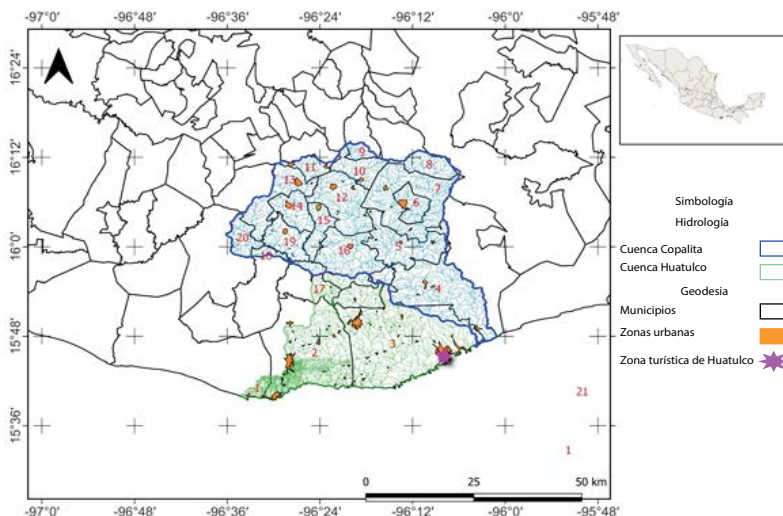 -97°0' -96°48' -96°36' -96°24' -96°12' -96°0' -95°48'
16°24'
16°12'
16°0'
15°48'
15°36'
9
8
11
10
13
7
12
6
14
15
20
19
16
5
18
17
4
3
2
1
21
1
0 25 50 km
-97°0' -96°48' -96°36' -96°24' -96°12' -96°0' -95°48'
Simbología
Hidrología
Cuenca Copalita
Cuenca Huatulco
Geodesia
Municipios
Zonas urbanas
Zona turística de Huatulco